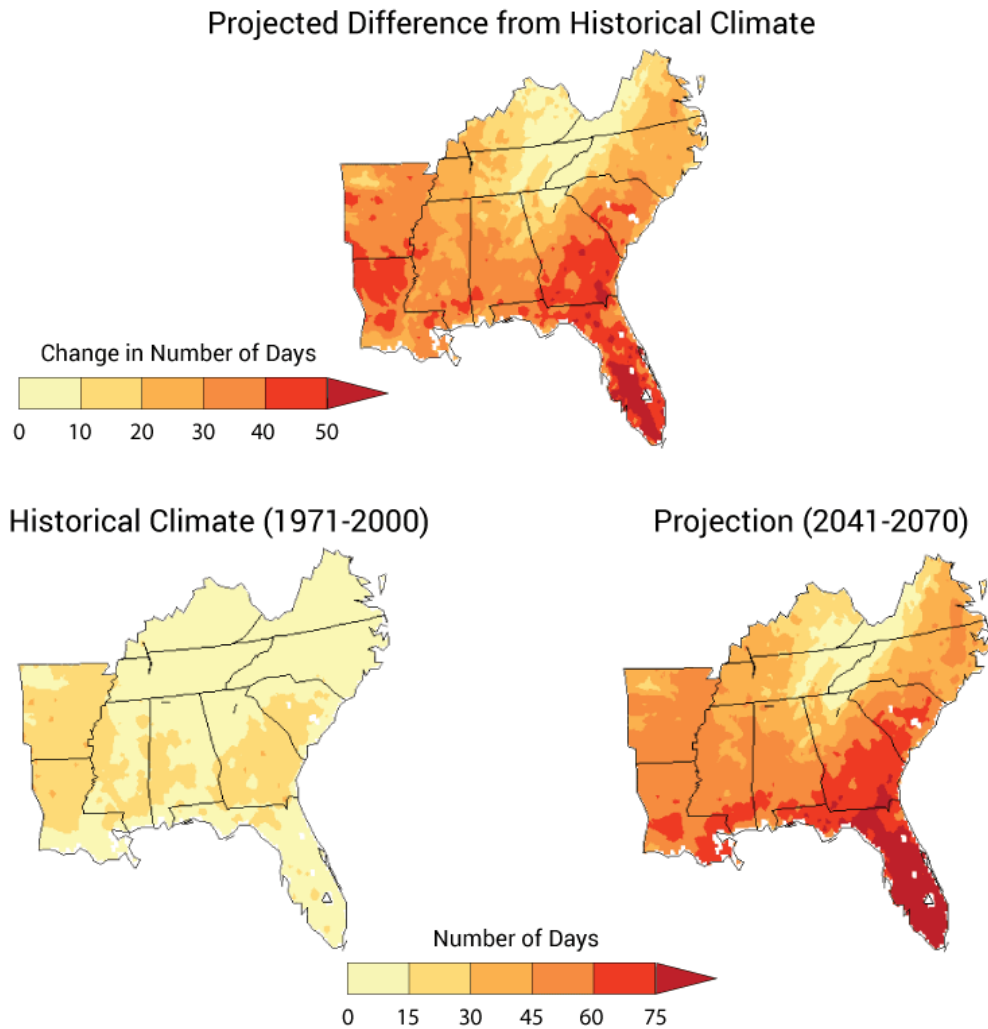 Projected Difference from Historical Climate
Change in Number of Days
0 10 20 30 40 50
Historical Climate (1971-2000)
Projection (2041-2070)
Number of Days
0 15 30 45 60 75